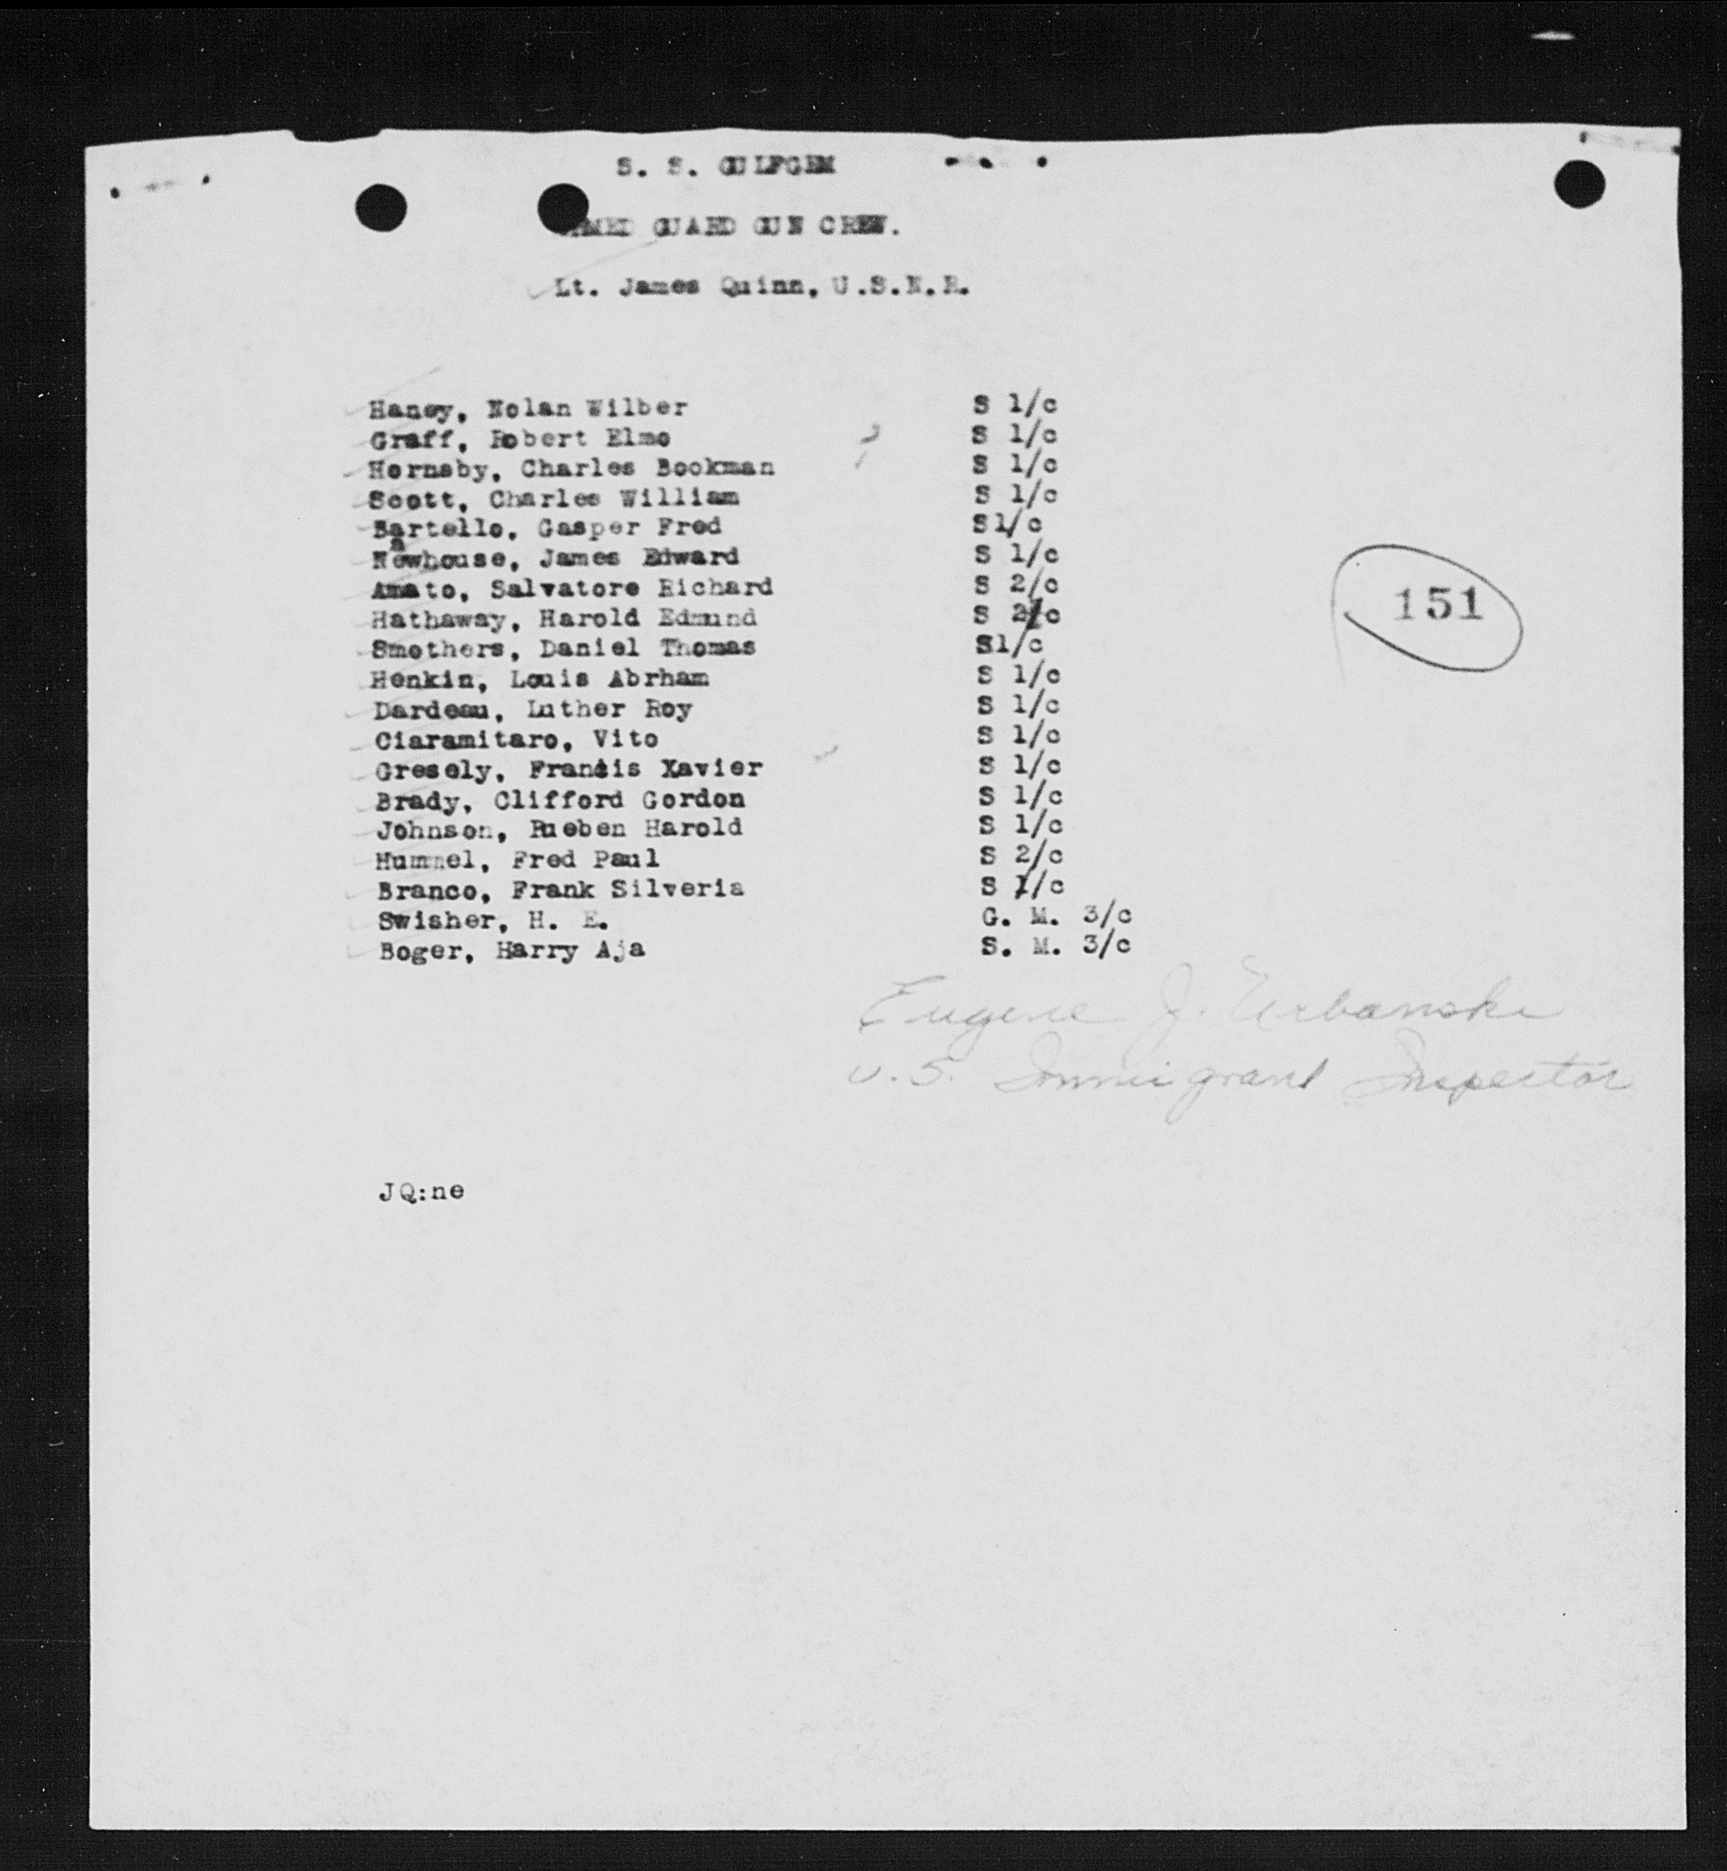 S. S. GULFGEM
ARMED GUARD GUN CREW.
Lt. James Quinn, U.S.N.R.
Haney, Nolan Wilber S 1/c
Graff, Robert Elmo S 1/c
Hornsby, Charles Bookman S 1/c
Scott, Charles William S 1/c
Bartello, Gasper Fred S1/c
Nawhouse, James Edward S 1/c
Amato, Salvatore Richard S 2/c
Hathaway, Harold Edmund S 2/c
Smothers, Daniel Thomas S1/c
Henkin, Louis Abrham S 1/c
Dardeau, Luther Roy S 1/c
Ciaramitaro, Vito S 1/c
Gresely, Francis Xavier S 1/c
Brady, Clifford Gordon S 1/c
Johnson, Rueben Harold S 1/c
Hummel, Fred Paul S 2/c
Branco, Frank Silveria S 1/c
Swisher, H. E. G. M. 3/c
Boger, Harry Aja S. M. 3/c
151
Eugene J. Urbanski
U.S. Immigrant Inspector
JQ:ne